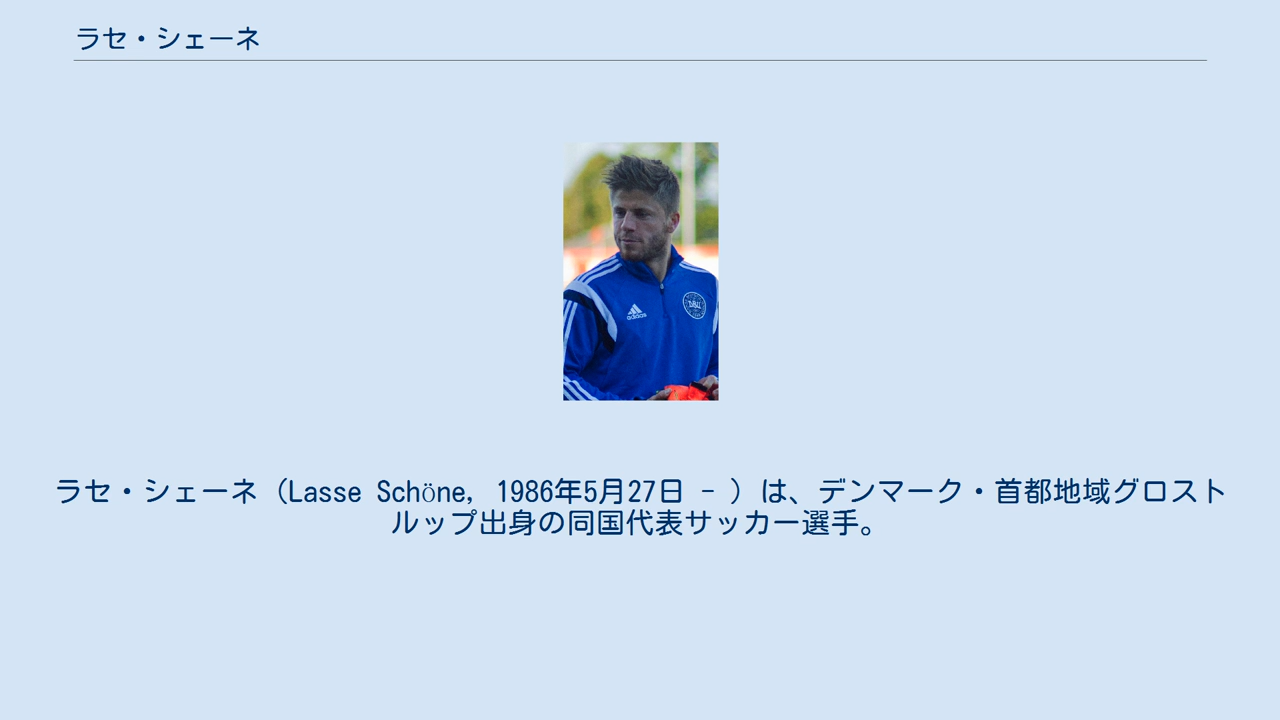 ラセ・シェーネ
adidas
DBU
ラセ・シェーネ（Lasse Schöne, 1986年5月27日 - ）は、デンマーク・首都地域グロスト
ルップ出身の同国代表サッカー選手。